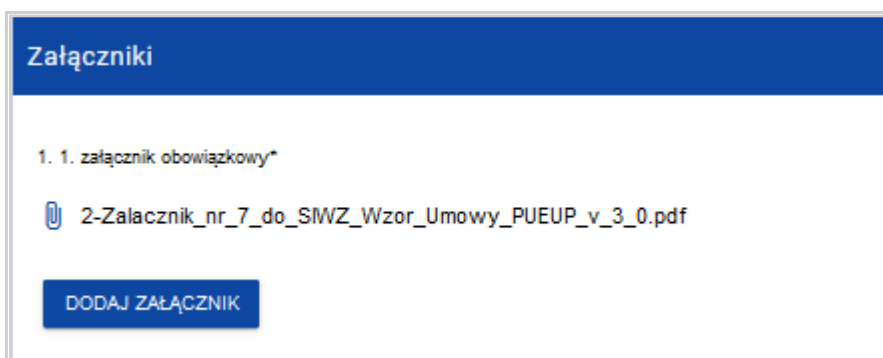 Załączniki
1. 1. załącznik obowiązkowy*
2-Zalacznik_nr_7_do_SIWZ_Wzor_Umowy_PUEUP_v_3_0.pdf
DODAJ ZAŁĄCZNIK